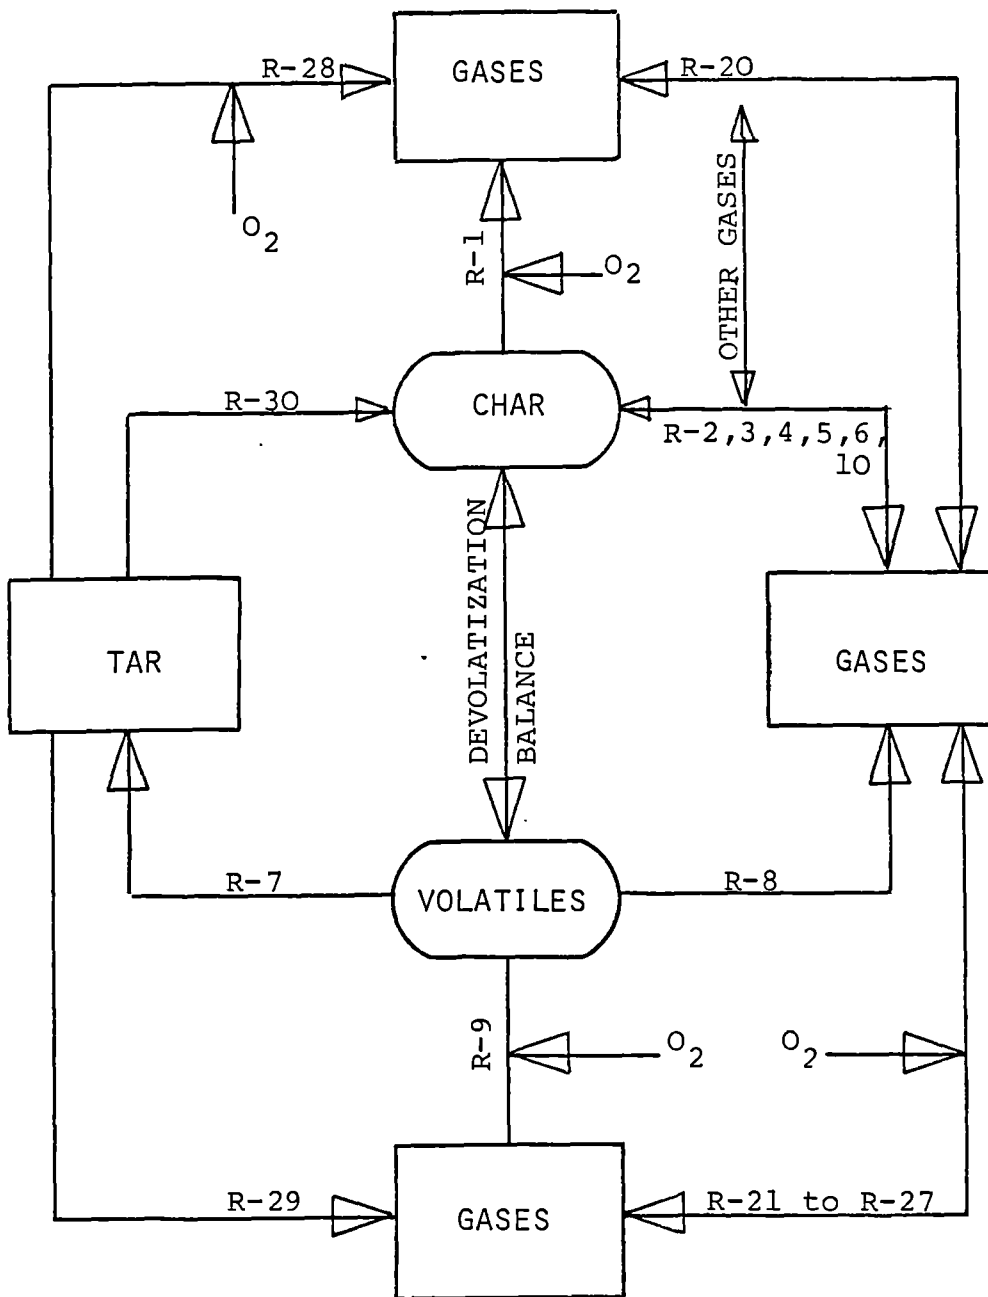 R-28
GASES
R-20
O2
R-1
O2
OTHER GASES
R-30
CHAR
R-2,3,4,5,6,
10
DEVOLATIZATION
BALANCE
TAR
GASES
R-7
VOLATILES
R-8
R-9
O2
O2
R-29
GASES
R-21 to R-27